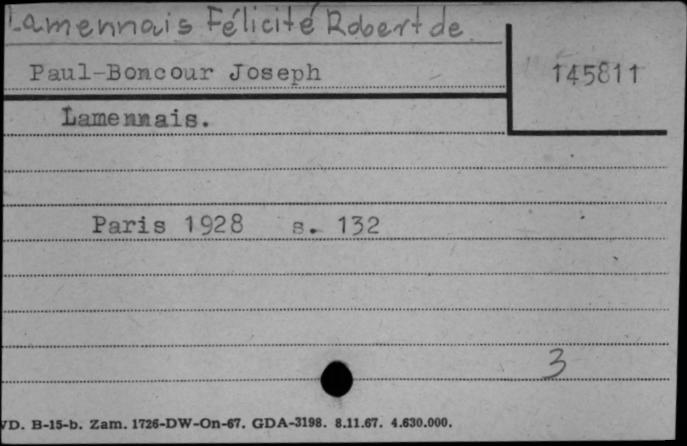 Lamennais Félicité Robert de
Paul-Boncour Joseph
145811
Lamennais.
Paris 1928 s. 132
3
VD. B-15-b. Zam. 1726-DW-On-67. GDA-3198. 8.11.67. 4.630.000.